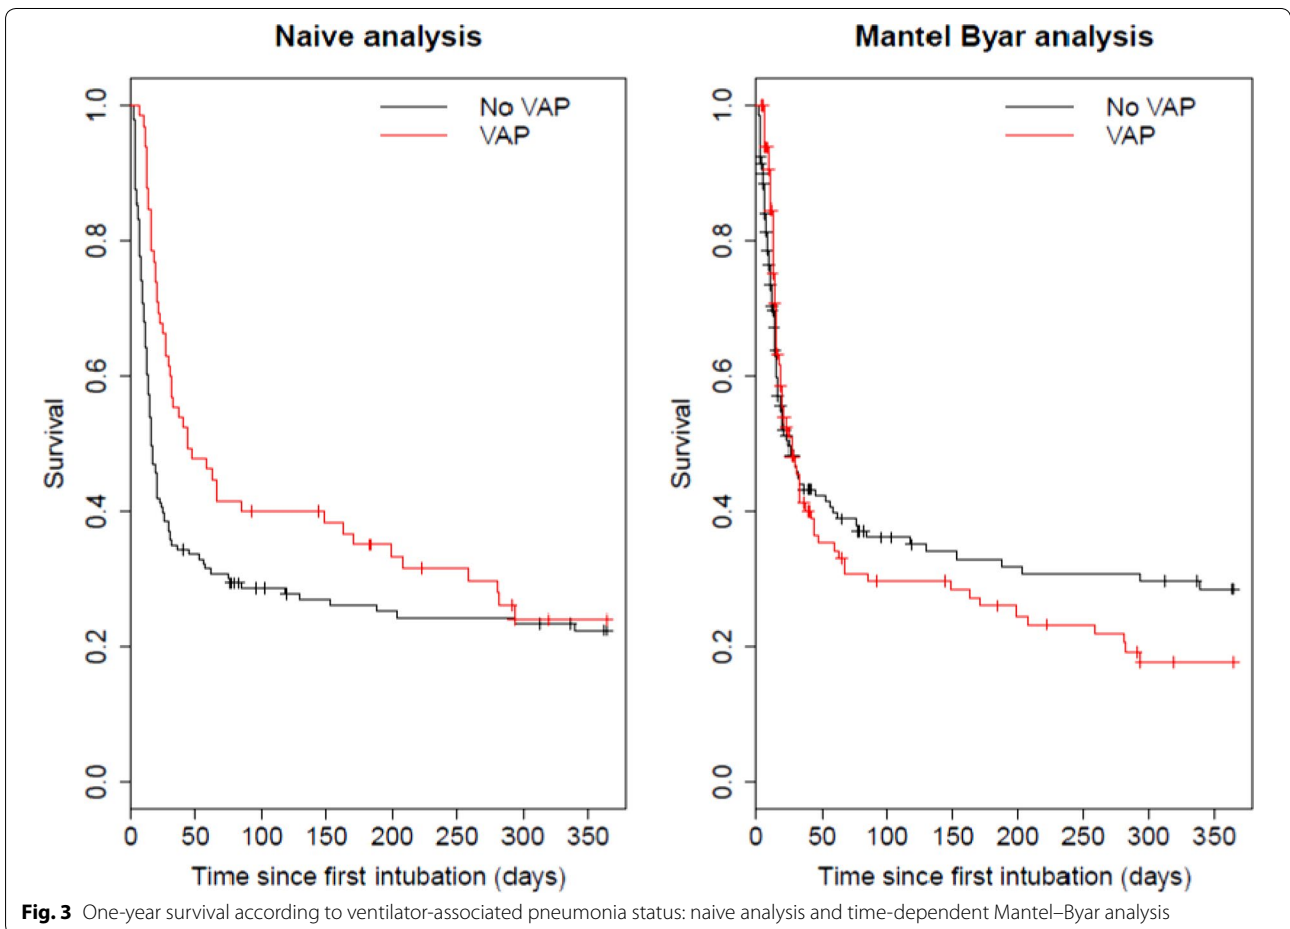 Naive analysis
No VAP
VAP
Survival
1.0
0.8
0.6
0.4
0.2
0.0
0 50 100 150 200 250 300 350
Time since first intubation (days)
Mantel Byar analysis
No VAP
VAP
Survival
1.0
0.8
0.6
0.4
0.2
0.0
0 50 100 150 200 250 300 350
Time since first intubation (days)
Fig. 3 One-year survival according to ventilator-associated pneumonia status: naive analysis and time-dependent Mantel–Byar analysis